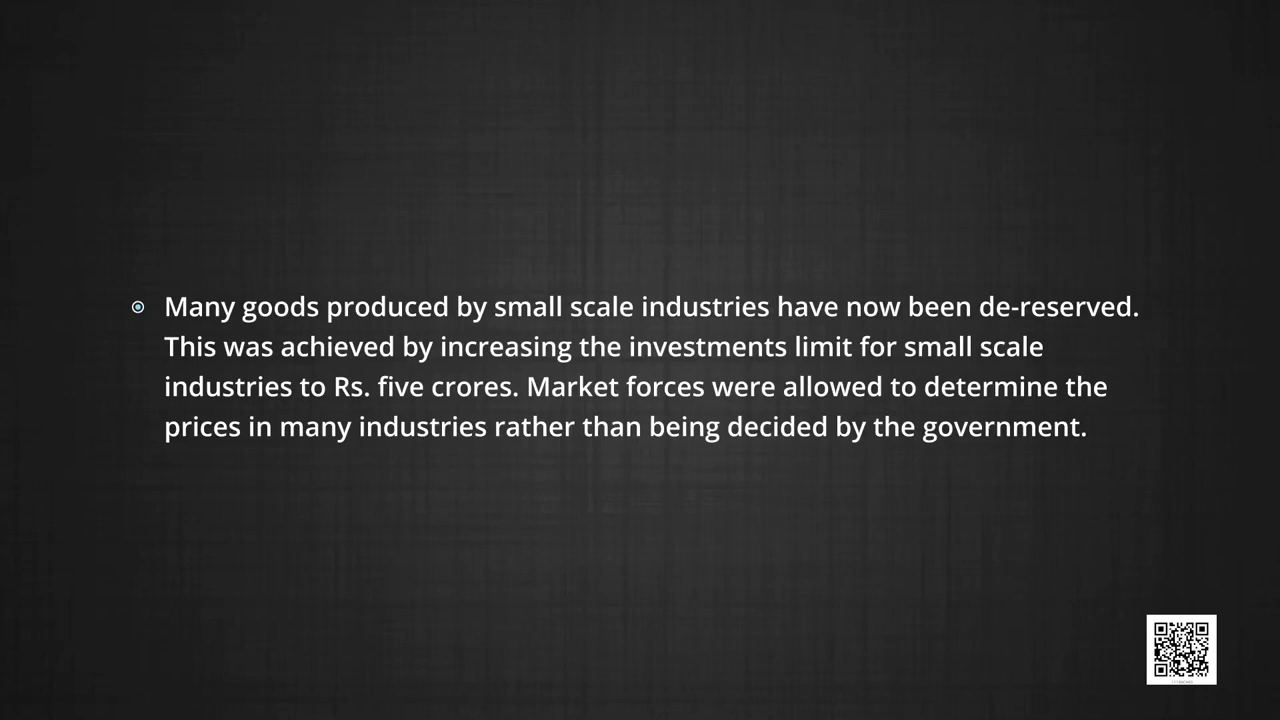 Many goods produced by small scale industries have now been de-reserved.
This was achieved by increasing the investments limit for small scale
industries to Rs. five crores. Market forces were allowed to determine the
prices in many industries rather than being decided by the government.